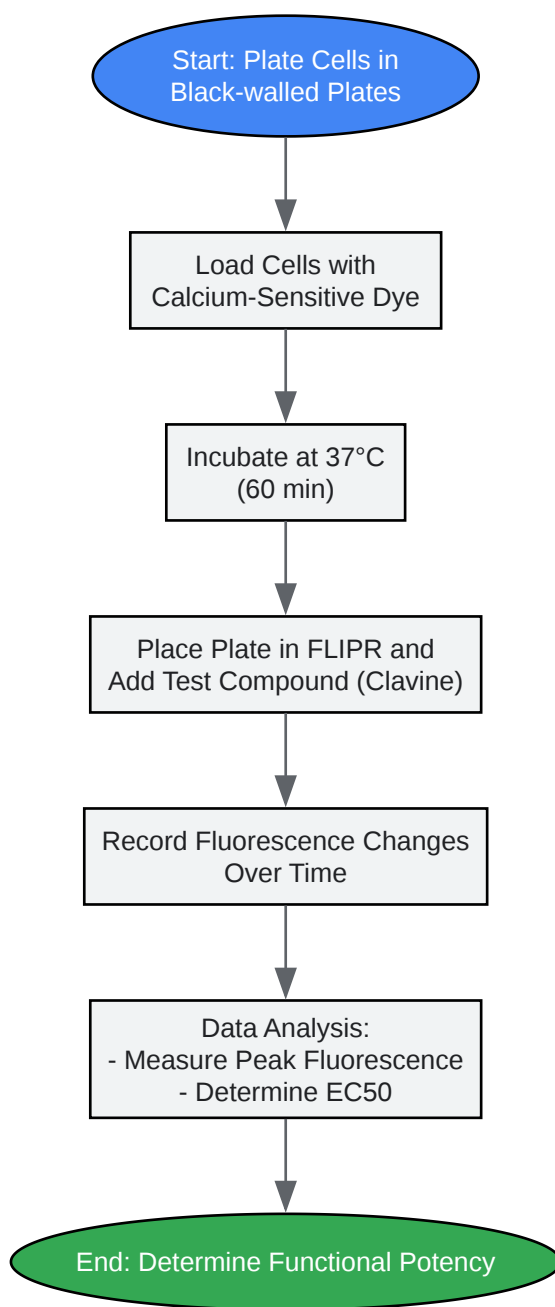 Start: Plate Cells in
Black-walled Plates
Load Cells with
Calcium-Sensitive Dye
Incubate at 37°C
(60 min)
Place Plate in FLIPR and
Add Test Compound (Clavine)
Record Fluorescence Changes
Over Time
Data Analysis:
- Measure Peak Fluorescence
- Determine EC50
End: Determine Functional Potency